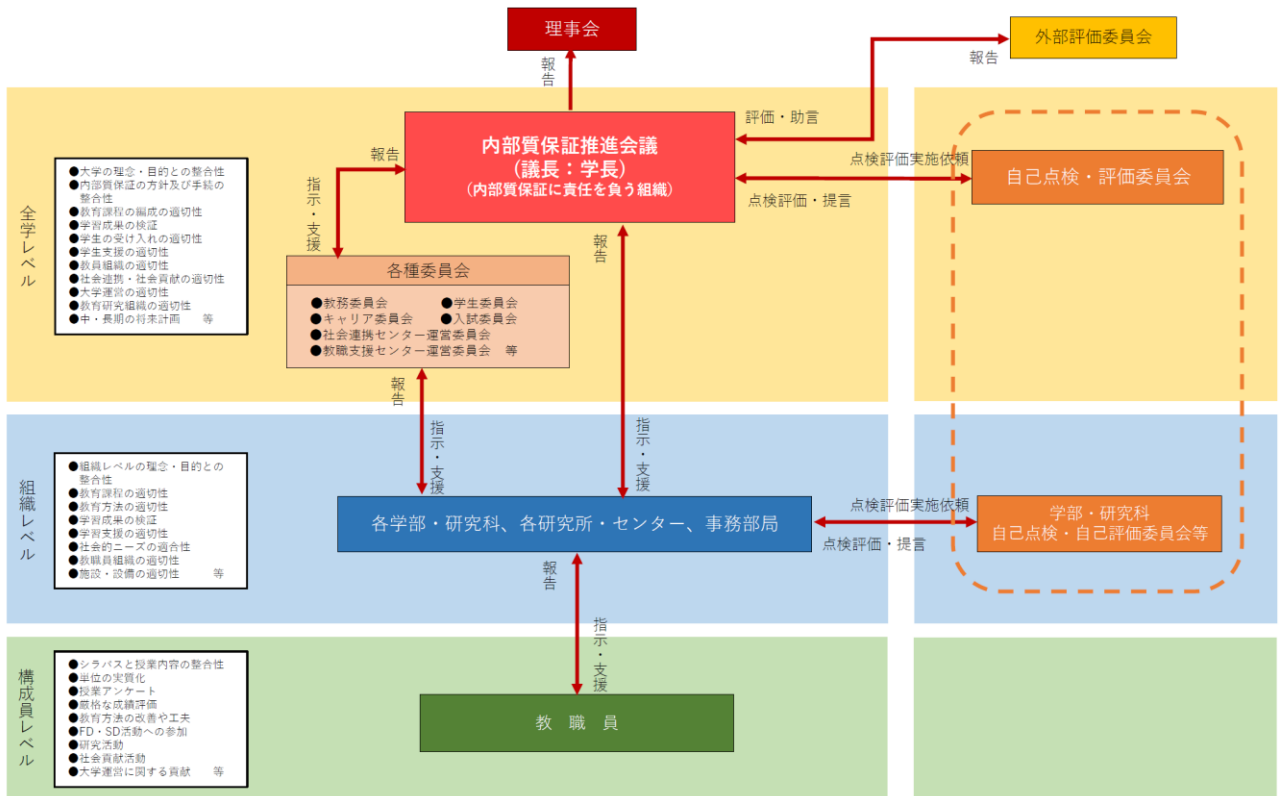 理事会
外部評価委員会
報告
報告
内部質保証推進会議
(議長：学長)
(内部質保証に責任を負う組織)
評価・助言
報告
指示・支援
点検評価実施依頼
点検評価・提言
自己点検・評価委員会
全学レベル
●大学の理念・目的との整合性
●内部質保証の方針及び手続の
整合性
●教育課程の編成の適切性
●学習成果の検証
●学生の受け入れの適切性
●学生支援の適切性
●教員組織の適切性
●社会連携・社会貢献の適切性
●大学運営の適切性
●教育研究組織の適切性
●中・長期の将来計画　等
各種委員会
●教務委員会　●学生委員会
●キャリア委員会　●入試委員会
●社会連携センター運営委員会
●教職支援センター運営委員会　等
報告
報告
指示・支援
指示・支援
組織レベル
●組織レベルの理念・目的との
整合性
●教育課程の適切性
●教育方法の適切性
●学習成果の検証
●学習支援の適切性
●社会的ニーズの適合性
●教職員組織の適切性
●施設・設備の適切性　等
各学部・研究科、各研究所・センター、事務部局
点検評価実施依頼
点検評価・提言
学部・研究科
自己点検・自己評価委員会等
報告
指示・支援
構成員レベル
●シラバスと授業内容の整合性
●単位の実質化
●授業アンケート
●厳格な成績評価
●教育方法の改善や工夫
●FD・SD活動への参加
●研究活動
●社会貢献活動
●大学運営に関する貢献　等
教　職　員